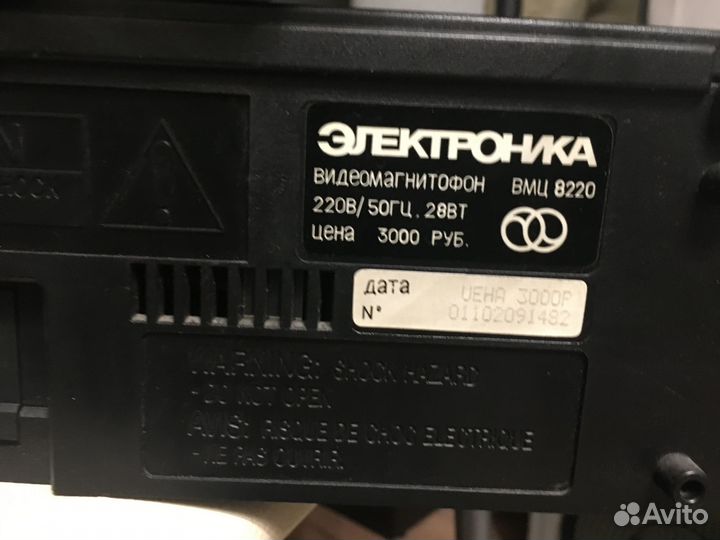 ЭЛЕКТРОНИКА
ВИДЕОМАГНИТОФОН ВМЦ 8220
220В/50ГЦ. 28ВТ
ЦЕНА 3000 РУБ.
ДАТА ЦЕНА 3000Р
N° 01102091482
WARNING: SHOCK HAZARD
- DO NOT OPEN
AVIS: RISQUE DE CHOC ELECTRIQUE
- NE PAS OUVRIR
Avito